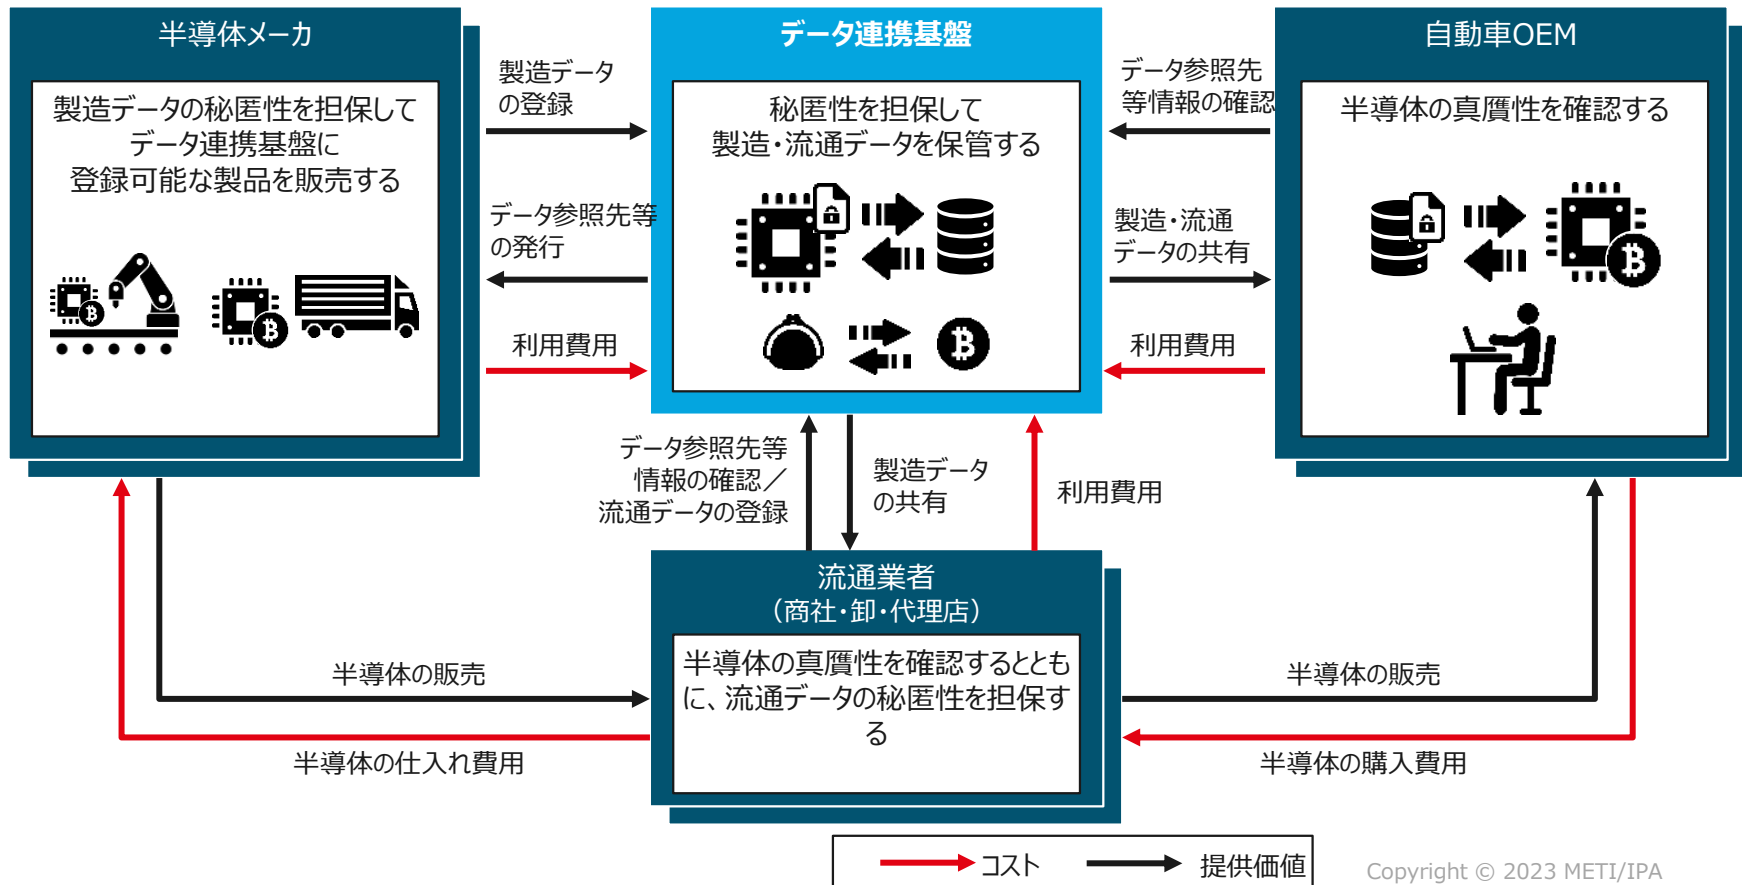 半導体メーカ
製造データの秘匿性を担保して
データ連携基盤に
登録可能な製品を販売する
製造データ
の登録
データ参照先等
の発行
利用費用
データ連携基盤
秘匿性を担保して
製造・流通データを保管する
データ参照先
等情報の確認
製造・流通
データの共有
利用費用
自動車OEM
半導体の真贋性を確認する
データ参照先等
情報の確認／
流通データの登録
製造データ
の共有
利用費用
流通業者
（商社・卸・代理店）
半導体の真贋性を確認するととも
に、流通データの秘匿性を担保す
る
半導体の販売
半導体の仕入れ費用
半導体の販売
半導体の購入費用
コスト
提供価値
Copyright © 2023 METI/IPA